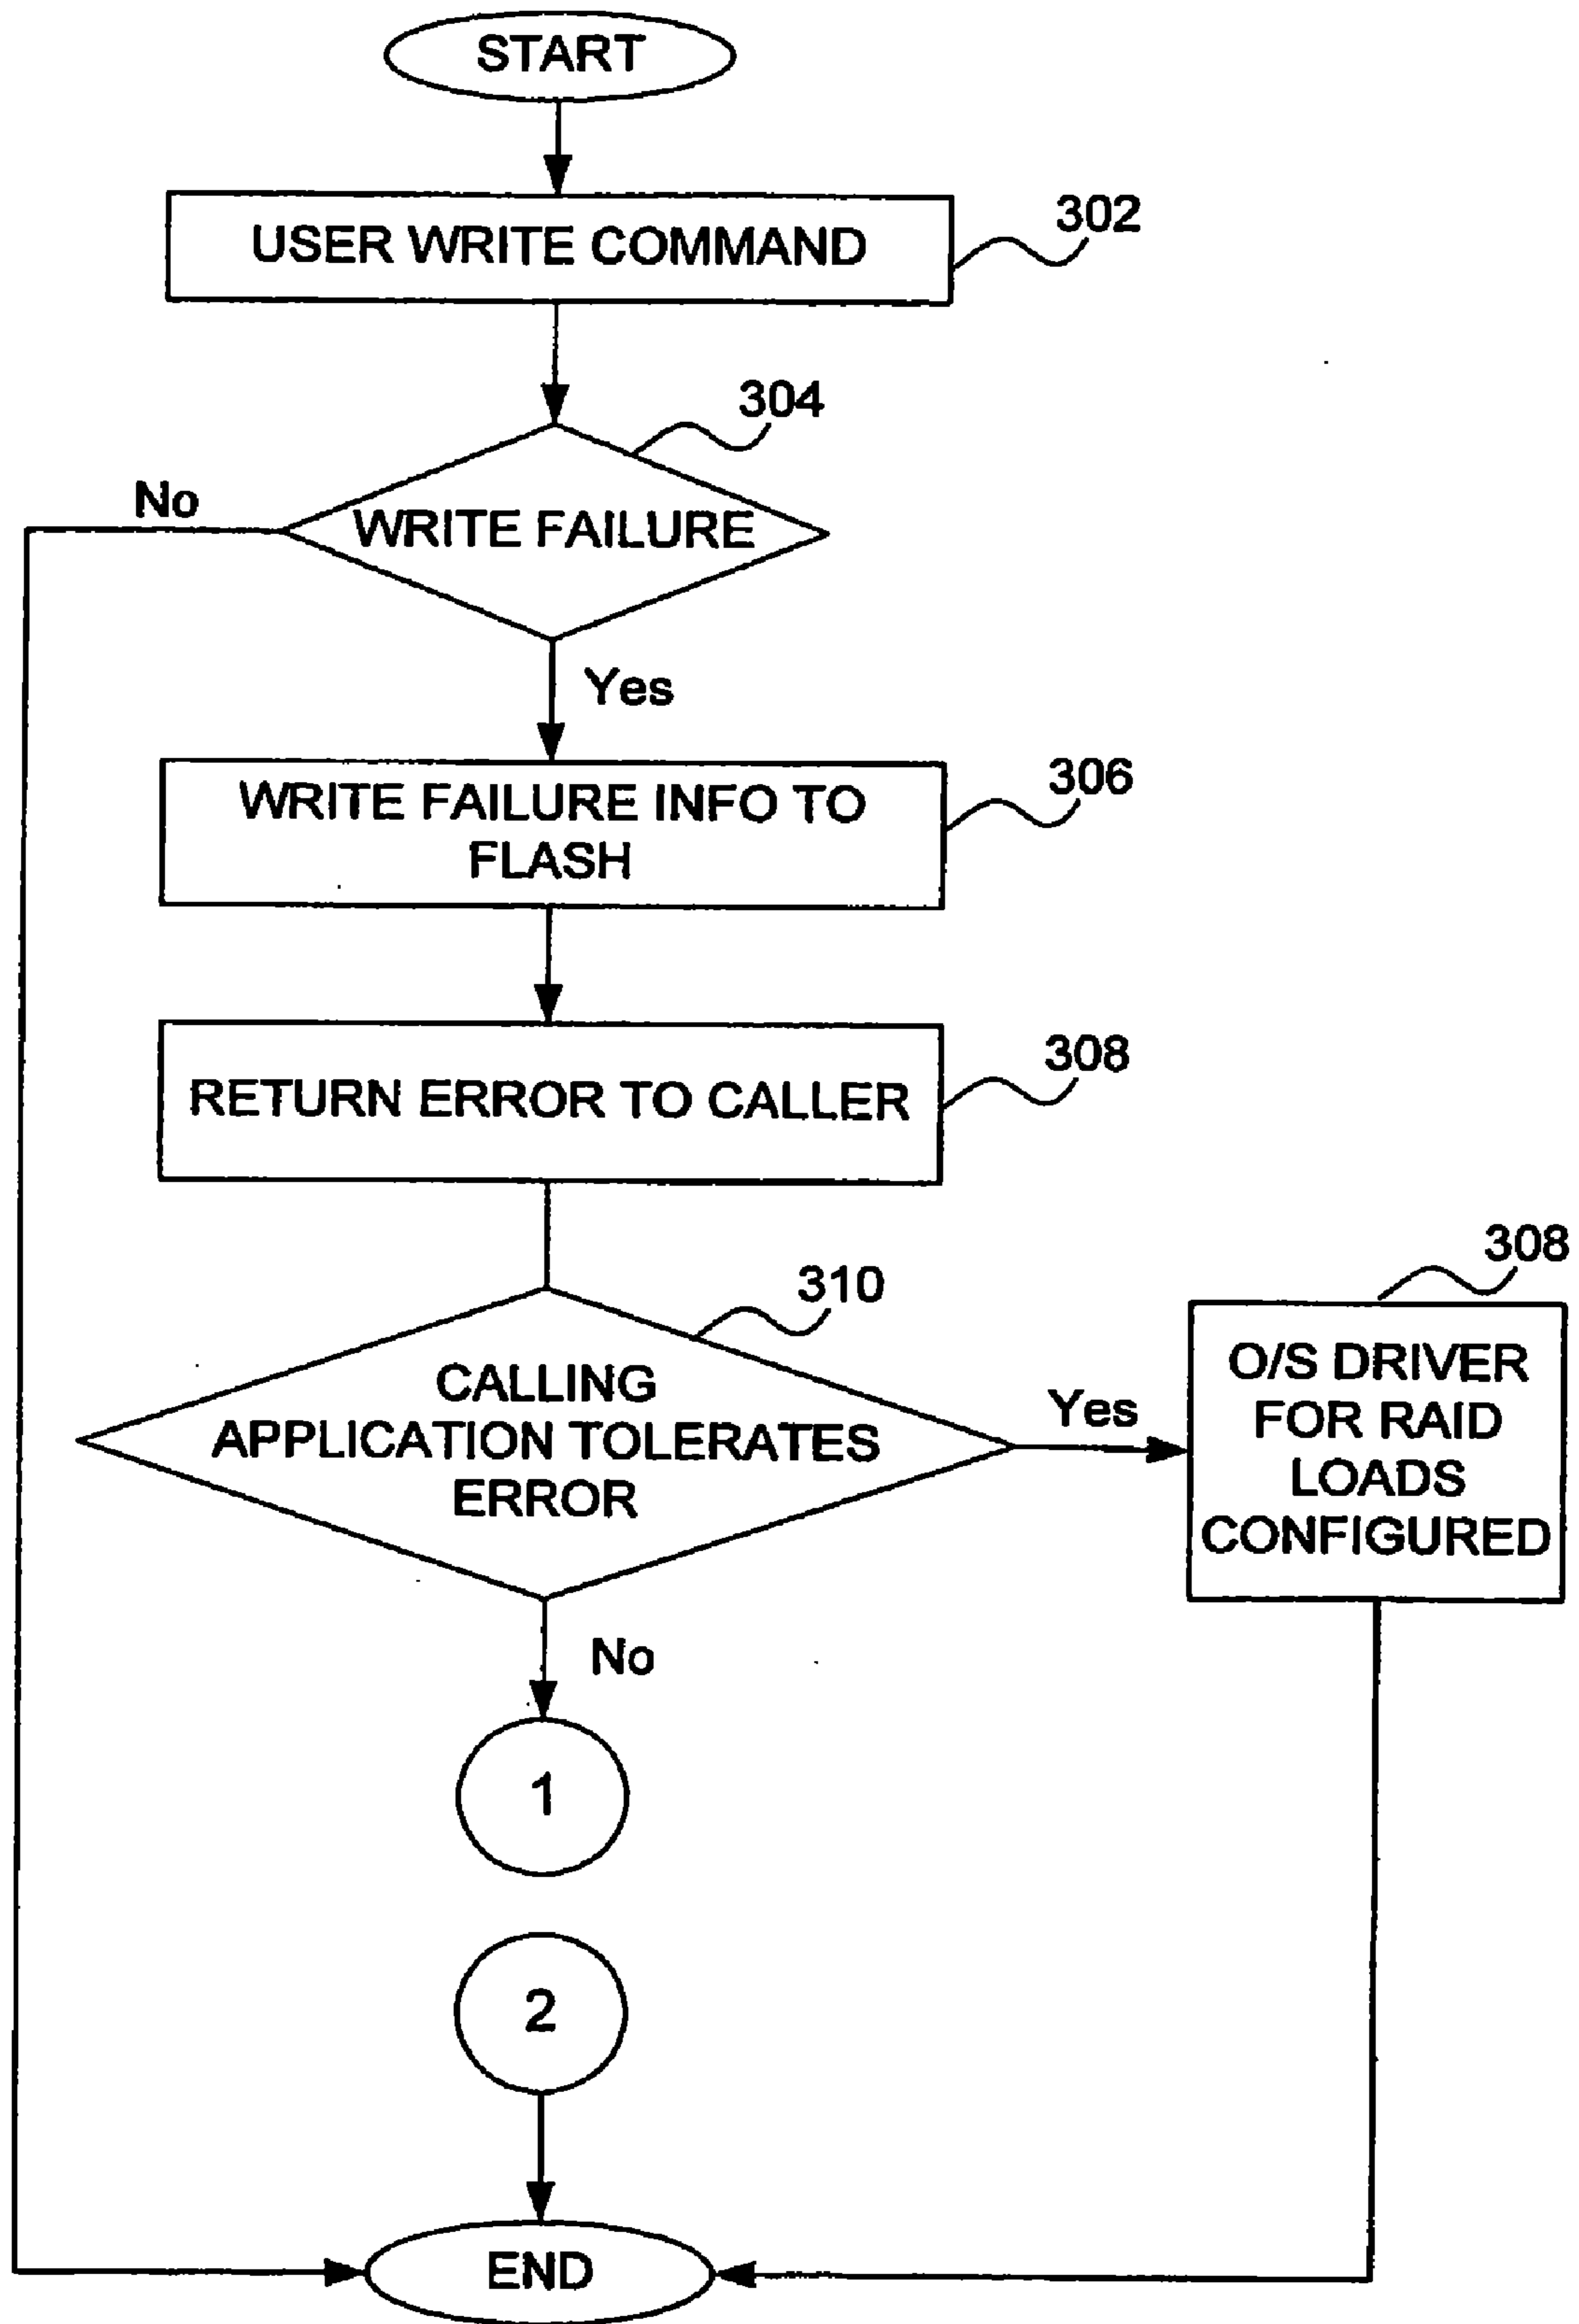 START
USER WRITE COMMAND
302
304
No
WRITE FAILURE
Yes
306
WRITE FAILURE INFO TO
FLASH
308
RETURN ERROR TO CALLER
308
310
CALLING
APPLICATION TOLERATES
ERROR
Yes
O/S DRIVER
FOR RAID
LOADS
CONFIGURED
No
1
2
END